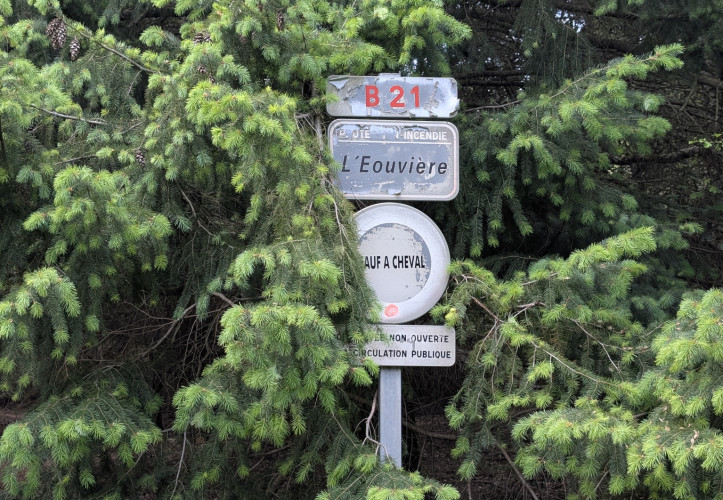 B 21
INCENDIE
L'Eouvière
AUF A CHEVAL
NON OUVERTE
CIRCULATION PUBLIQUE